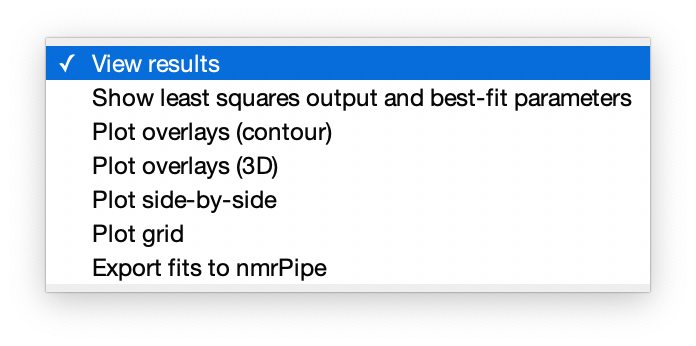 ✓ View results
Show least squares output and best-fit parameters
Plot overlays (contour)
Plot overlays (3D)
Plot side-by-side
Plot grid
Export fits to nmrPipe